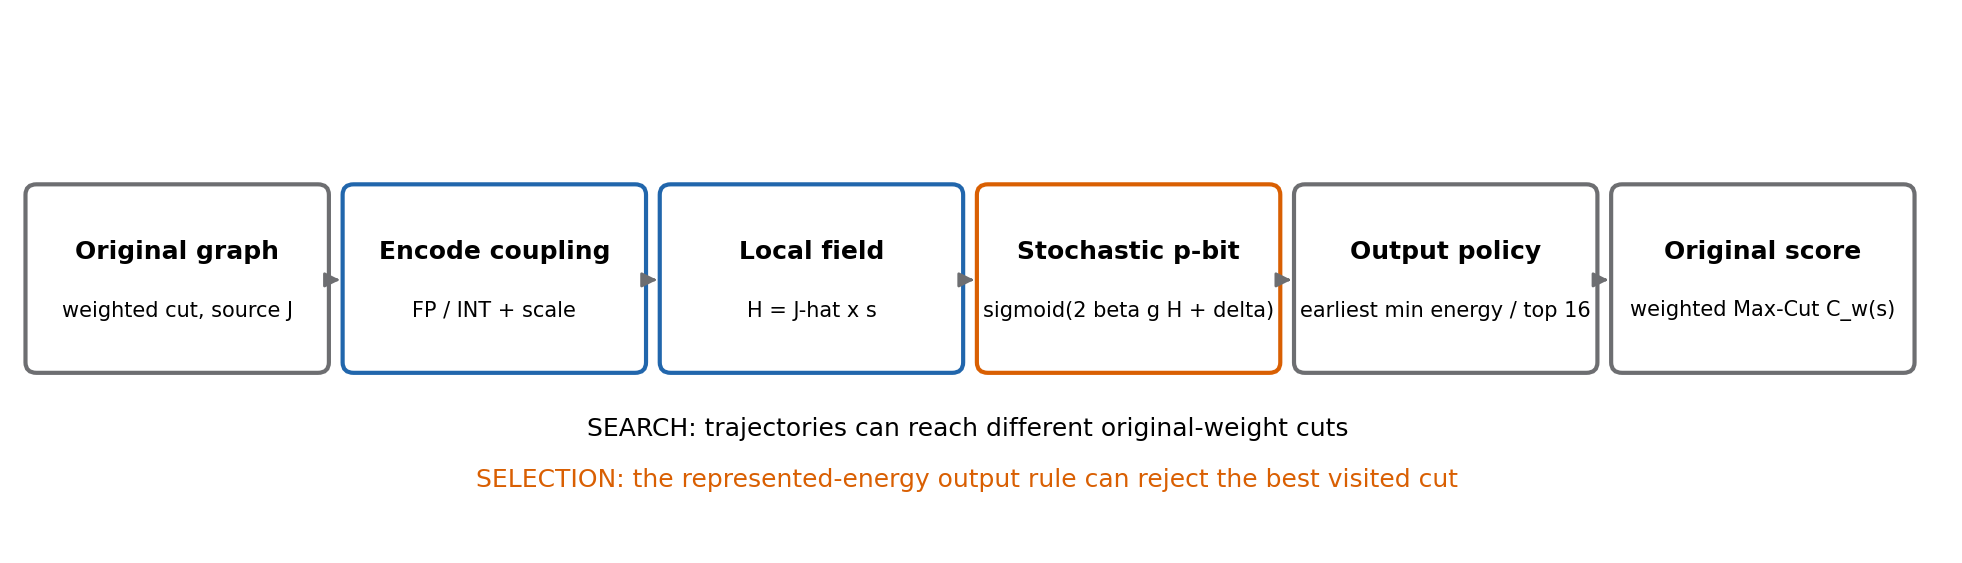 Original graph
weighted cut, source J
Encode coupling
FP / INT + scale
Local field
H = J-hat x s
Stochastic p-bit
sigmoid(2 beta g H + delta)
Output policy
earliest min energy / top 16
Original score
weighted Max-Cut C_w(s)
SEARCH: trajectories can reach different original-weight cuts
SELECTION: the represented-energy output rule can reject the best visited cut